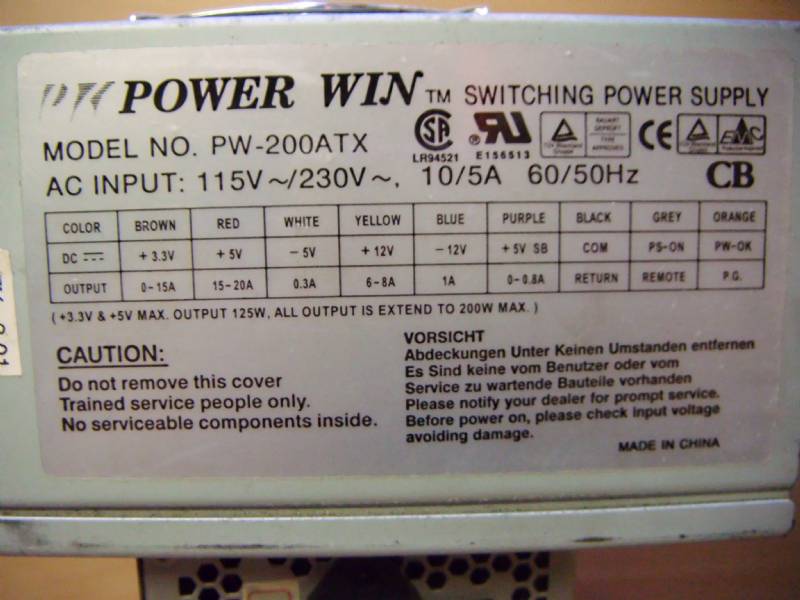 POWER WIN TM SWITCHING POWER SUPPLY
MODEL NO. PW-200ATX
LR94521 E156513
AC INPUT: 115V~/230V~, 10/5A 60/50Hz CB
COLOR BROWN RED WHITE YELLOW BLUE PURPLE BLACK GREY ORANGE
DC + 3.3V + 5V - 5V + 12V - 12V + 5V SB COM PS-ON PW-OK
OUTPUT 0-15A 15-20A 0.3A 6-8A 1A 0-0.8A RETURN REMOTE P.G.
( +3.3V & +5V MAX. OUTPUT 125W, ALL OUTPUT IS EXTEND TO 200W MAX. )
CAUTION:
Do not remove this cover
Trained service people only.
No serviceable components inside.
VORSICHT
Abdeckungen Unter Keinen Umstanden entfernen
Es Sind keine vom Benutzer oder vom
Service zu wartende Bauteile vorhanden
Please notify your dealer for prompt service.
Before power on, please check input voltage
avoiding damage.
MADE IN CHINA